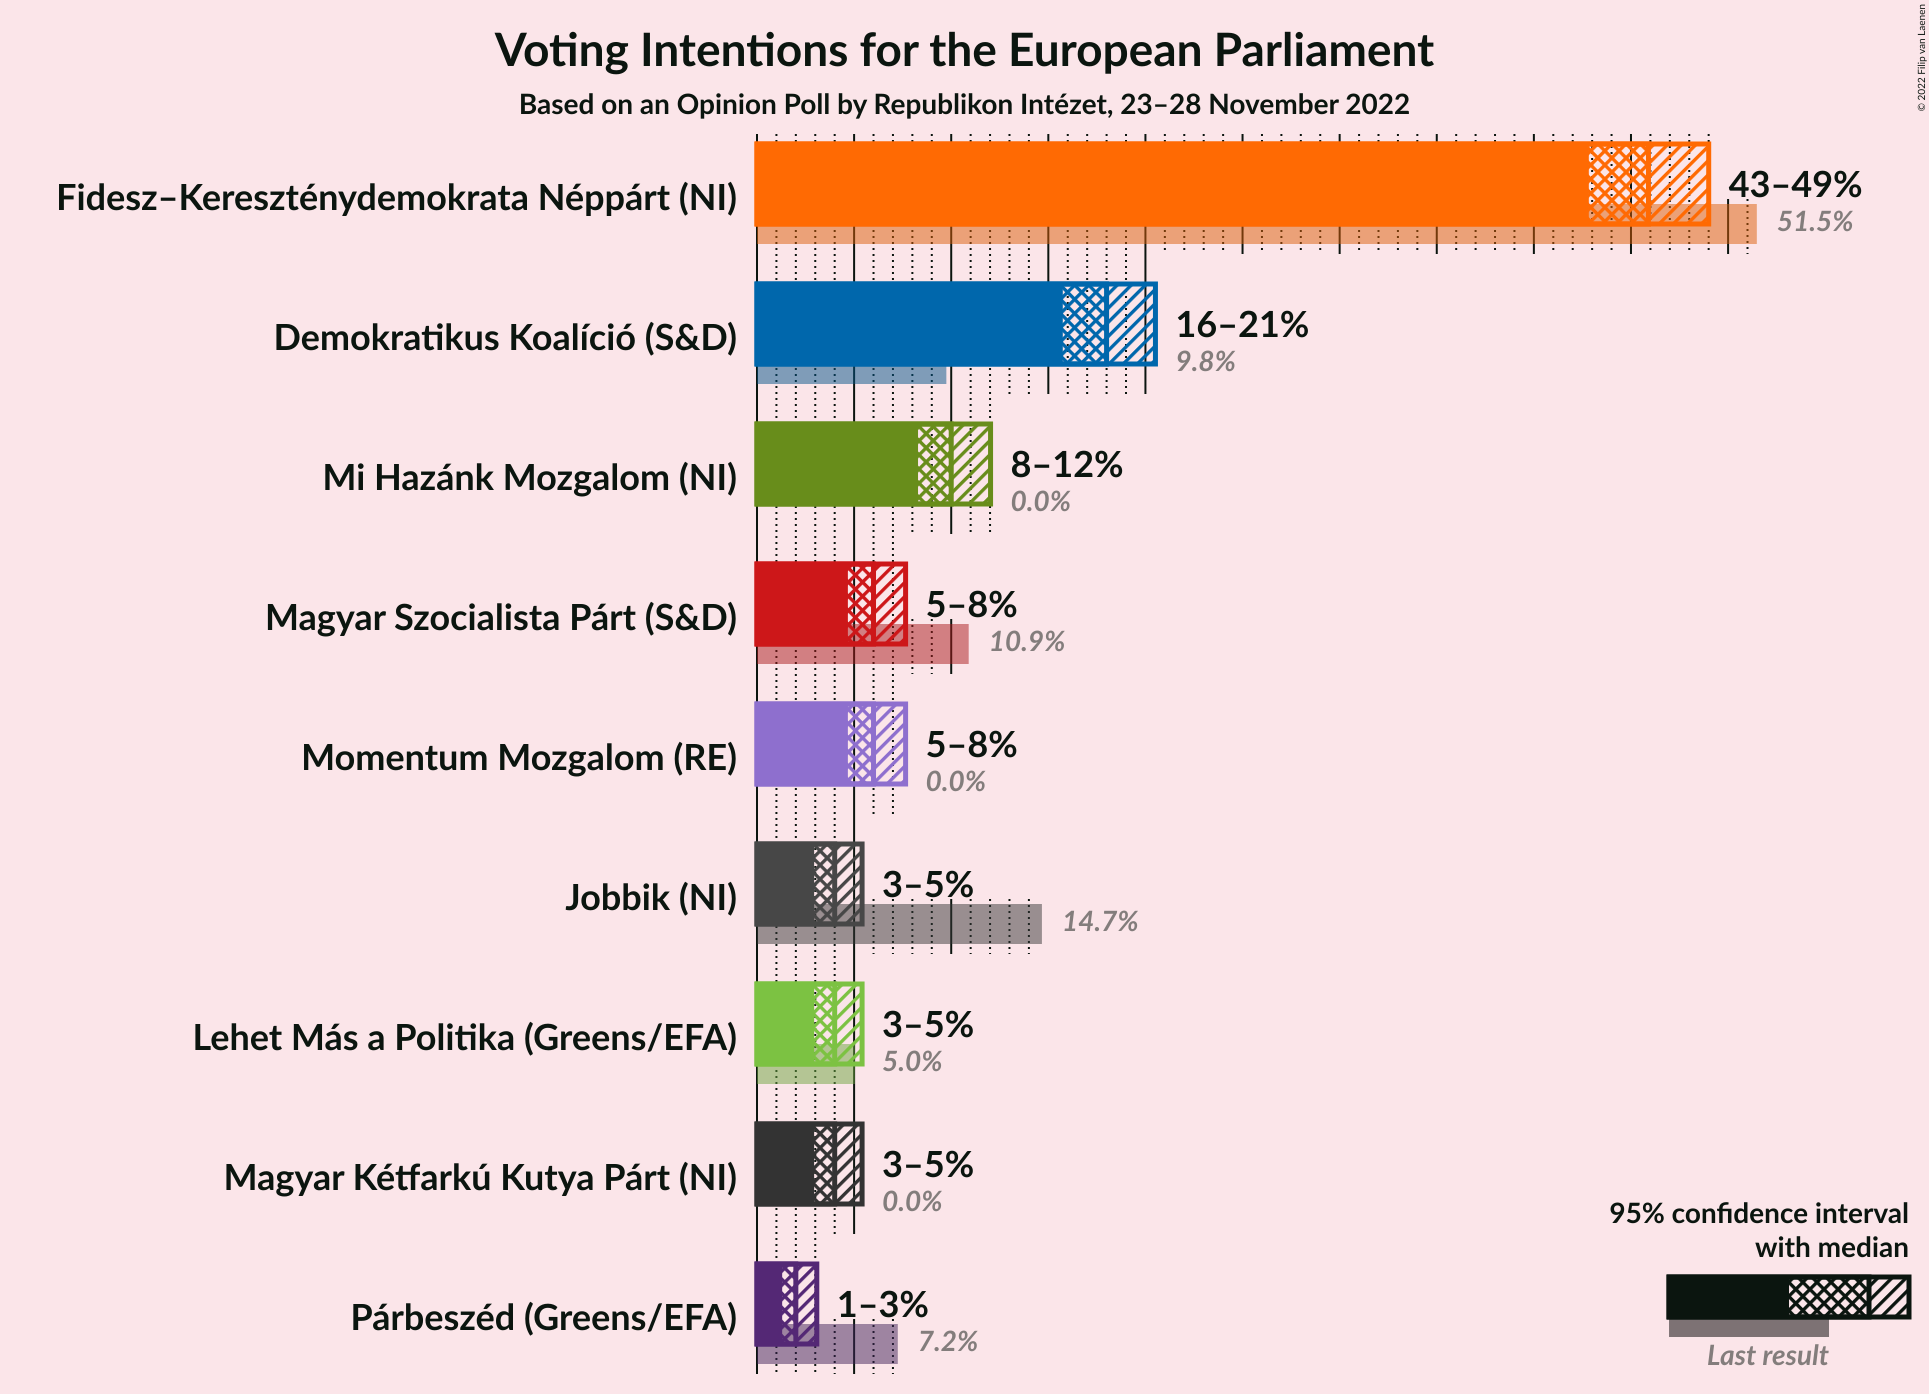 Voting Intentions for the European Parliament
Based on an Opinion Poll by Republikon Intézet, 23–28 November 2022
© 2022 Filip van Laenen
Fidesz–Kereszténydemokrata Néppárt (NI)
43–49%
51.5%
Demokratikus Koalíció (S&D)
16–21%
9.8%
Mi Hazánk Mozgalom (NI)
8–12%
0.0%
Magyar Szocialista Párt (S&D)
5–8%
10.9%
Momentum Mozgalom (RE)
5–8%
0.0%
Jobbik (NI)
3–5%
14.7%
Lehet Más a Politika (Greens/EFA)
3–5%
5.0%
Magyar Kétfarkú Kutya Párt (NI)
3–5%
0.0%
Párbeszéd (Greens/EFA)
1–3%
7.2%
95% confidence interval
with median
Last result